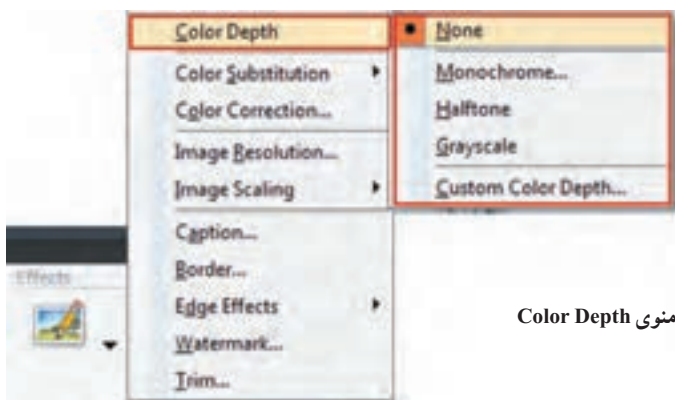 Color Depth
Color Substitution
Color Correction...
Image Resolution...
Image Scaling
Caption...
Border...
Edge Effects
Watermark...
Trim...
None
Monochrome...
Halftone
Grayscale
Custom Color Depth...
Effects
منوی Color Depth